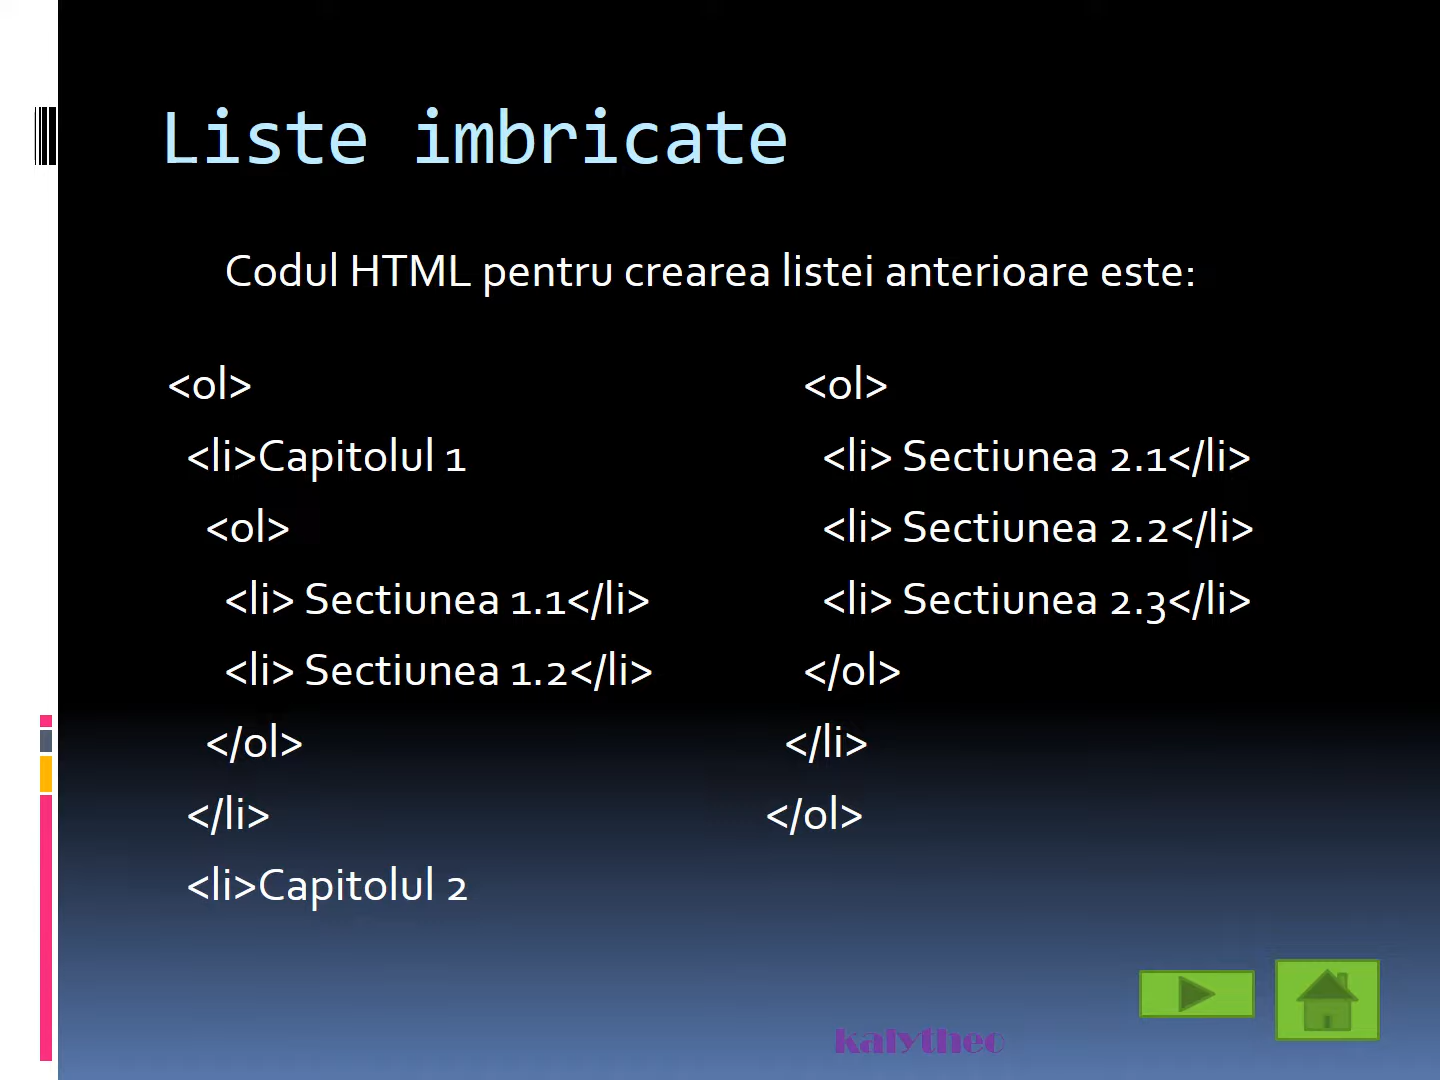 Liste imbricate
Codul HTML pentru crearea listei anterioare este:
<ol>
<li>Capitolul 1
<ol>
<li> Sectiunea 1.1</li>
<li> Sectiunea 1.2</li>
</ol>
</li>
<li>Capitolul 2
<ol>
<li> Sectiunea 2.1</li>
<li> Sectiunea 2.2</li>
<li> Sectiunea 2.3</li>
</ol>
</li>
</ol>
kalytheo